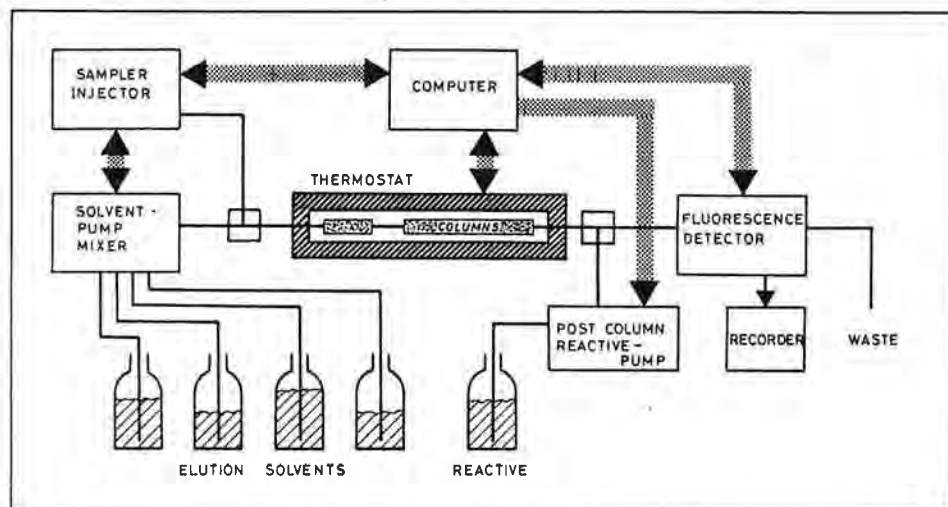 SAMPLER
INJECTOR
COMPUTER
THERMOSTAT
SOLVENT-
PUMP
MIXER
COLUMNS
FLUORESCENCE
DETECTOR
POST COLUMN
REACTIVE-
PUMP
RECORDER
WASTE
ELUTION SOLVENTS
REACTIVE